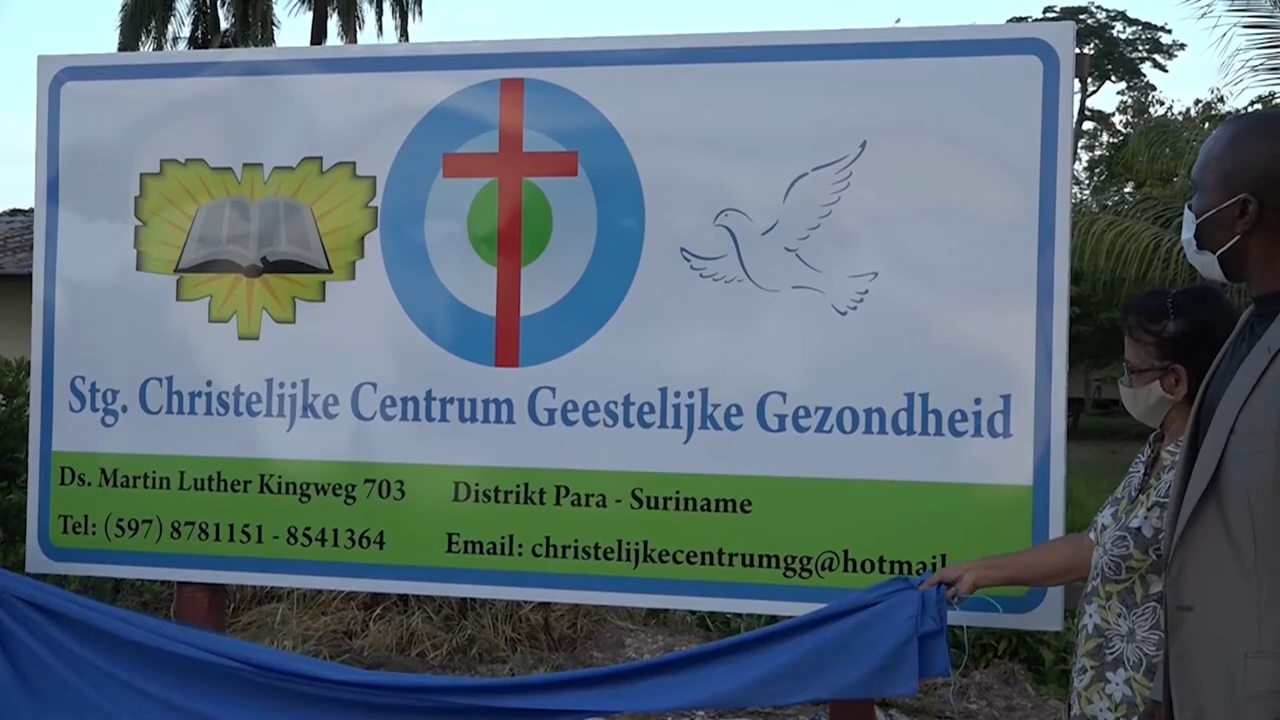 Stg. Christelijke Centrum Geestelijke Gezondheid
Ds. Martin Luther Kingweg 703 Distrikt Para - Suriname
Tel: (597) 8781151 - 8541364 Email: christelijkecentrumgg@hotmail